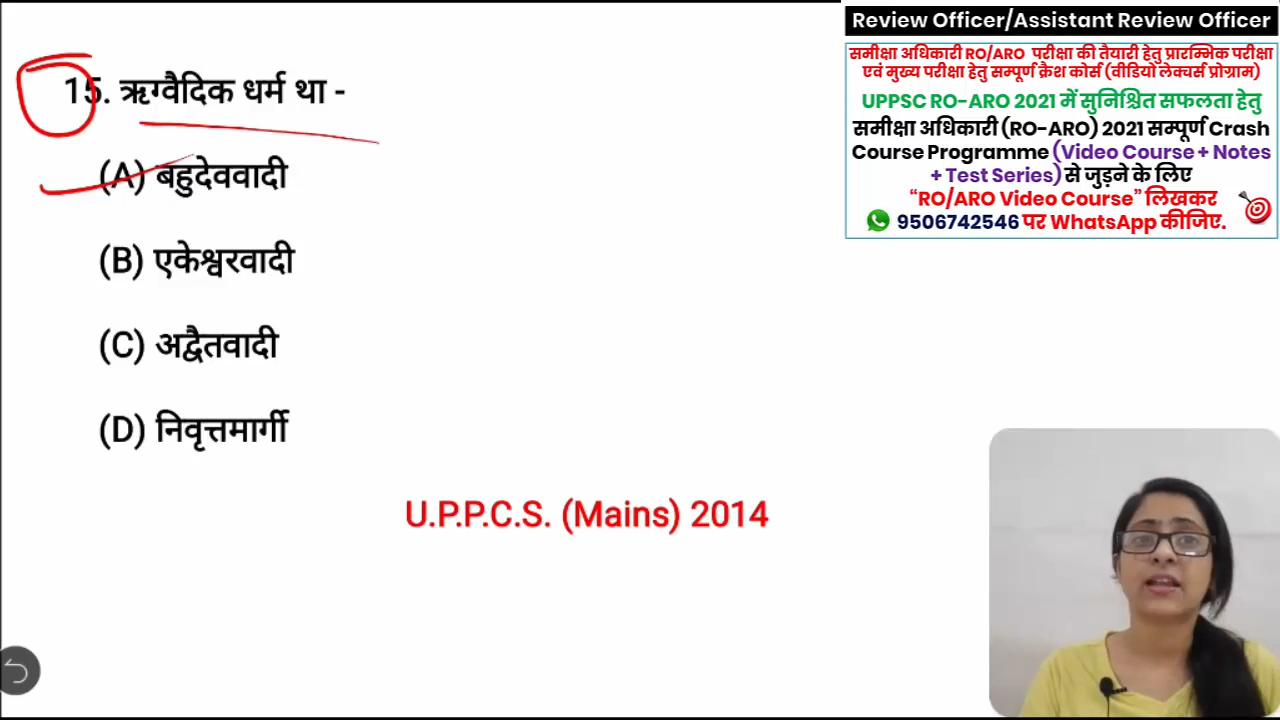 Review Officer/Assistant Review Officer
समीक्षा अधिकारी RO/ARO परीक्षा की तैयारी हेतु प्रारम्भिक परीक्षा
एवं मुख्य परीक्षा हेतु सम्पूर्ण क्रैश कोर्स (वीडियो लेक्चर्स प्रोग्राम)
UPPSC RO-ARO 2021 में सुनिश्चित सफलता हेतु
समीक्षा अधिकारी (RO-ARO) 2021 सम्पूर्ण Crash
Course Programme (Video Course + Notes
+ Test Series) से जुड़ने के लिए
“RO/ARO Video Course” लिखकर
9506742546 पर WhatsApp कीजिए.
15. ऋग्वैदिक धर्म था -
(A) बहुदेववादी
(B) एकेश्वरवादी
(C) अद्वैतवादी
(D) निवृत्तमार्गी
U.P.P.C.S. (Mains) 2014